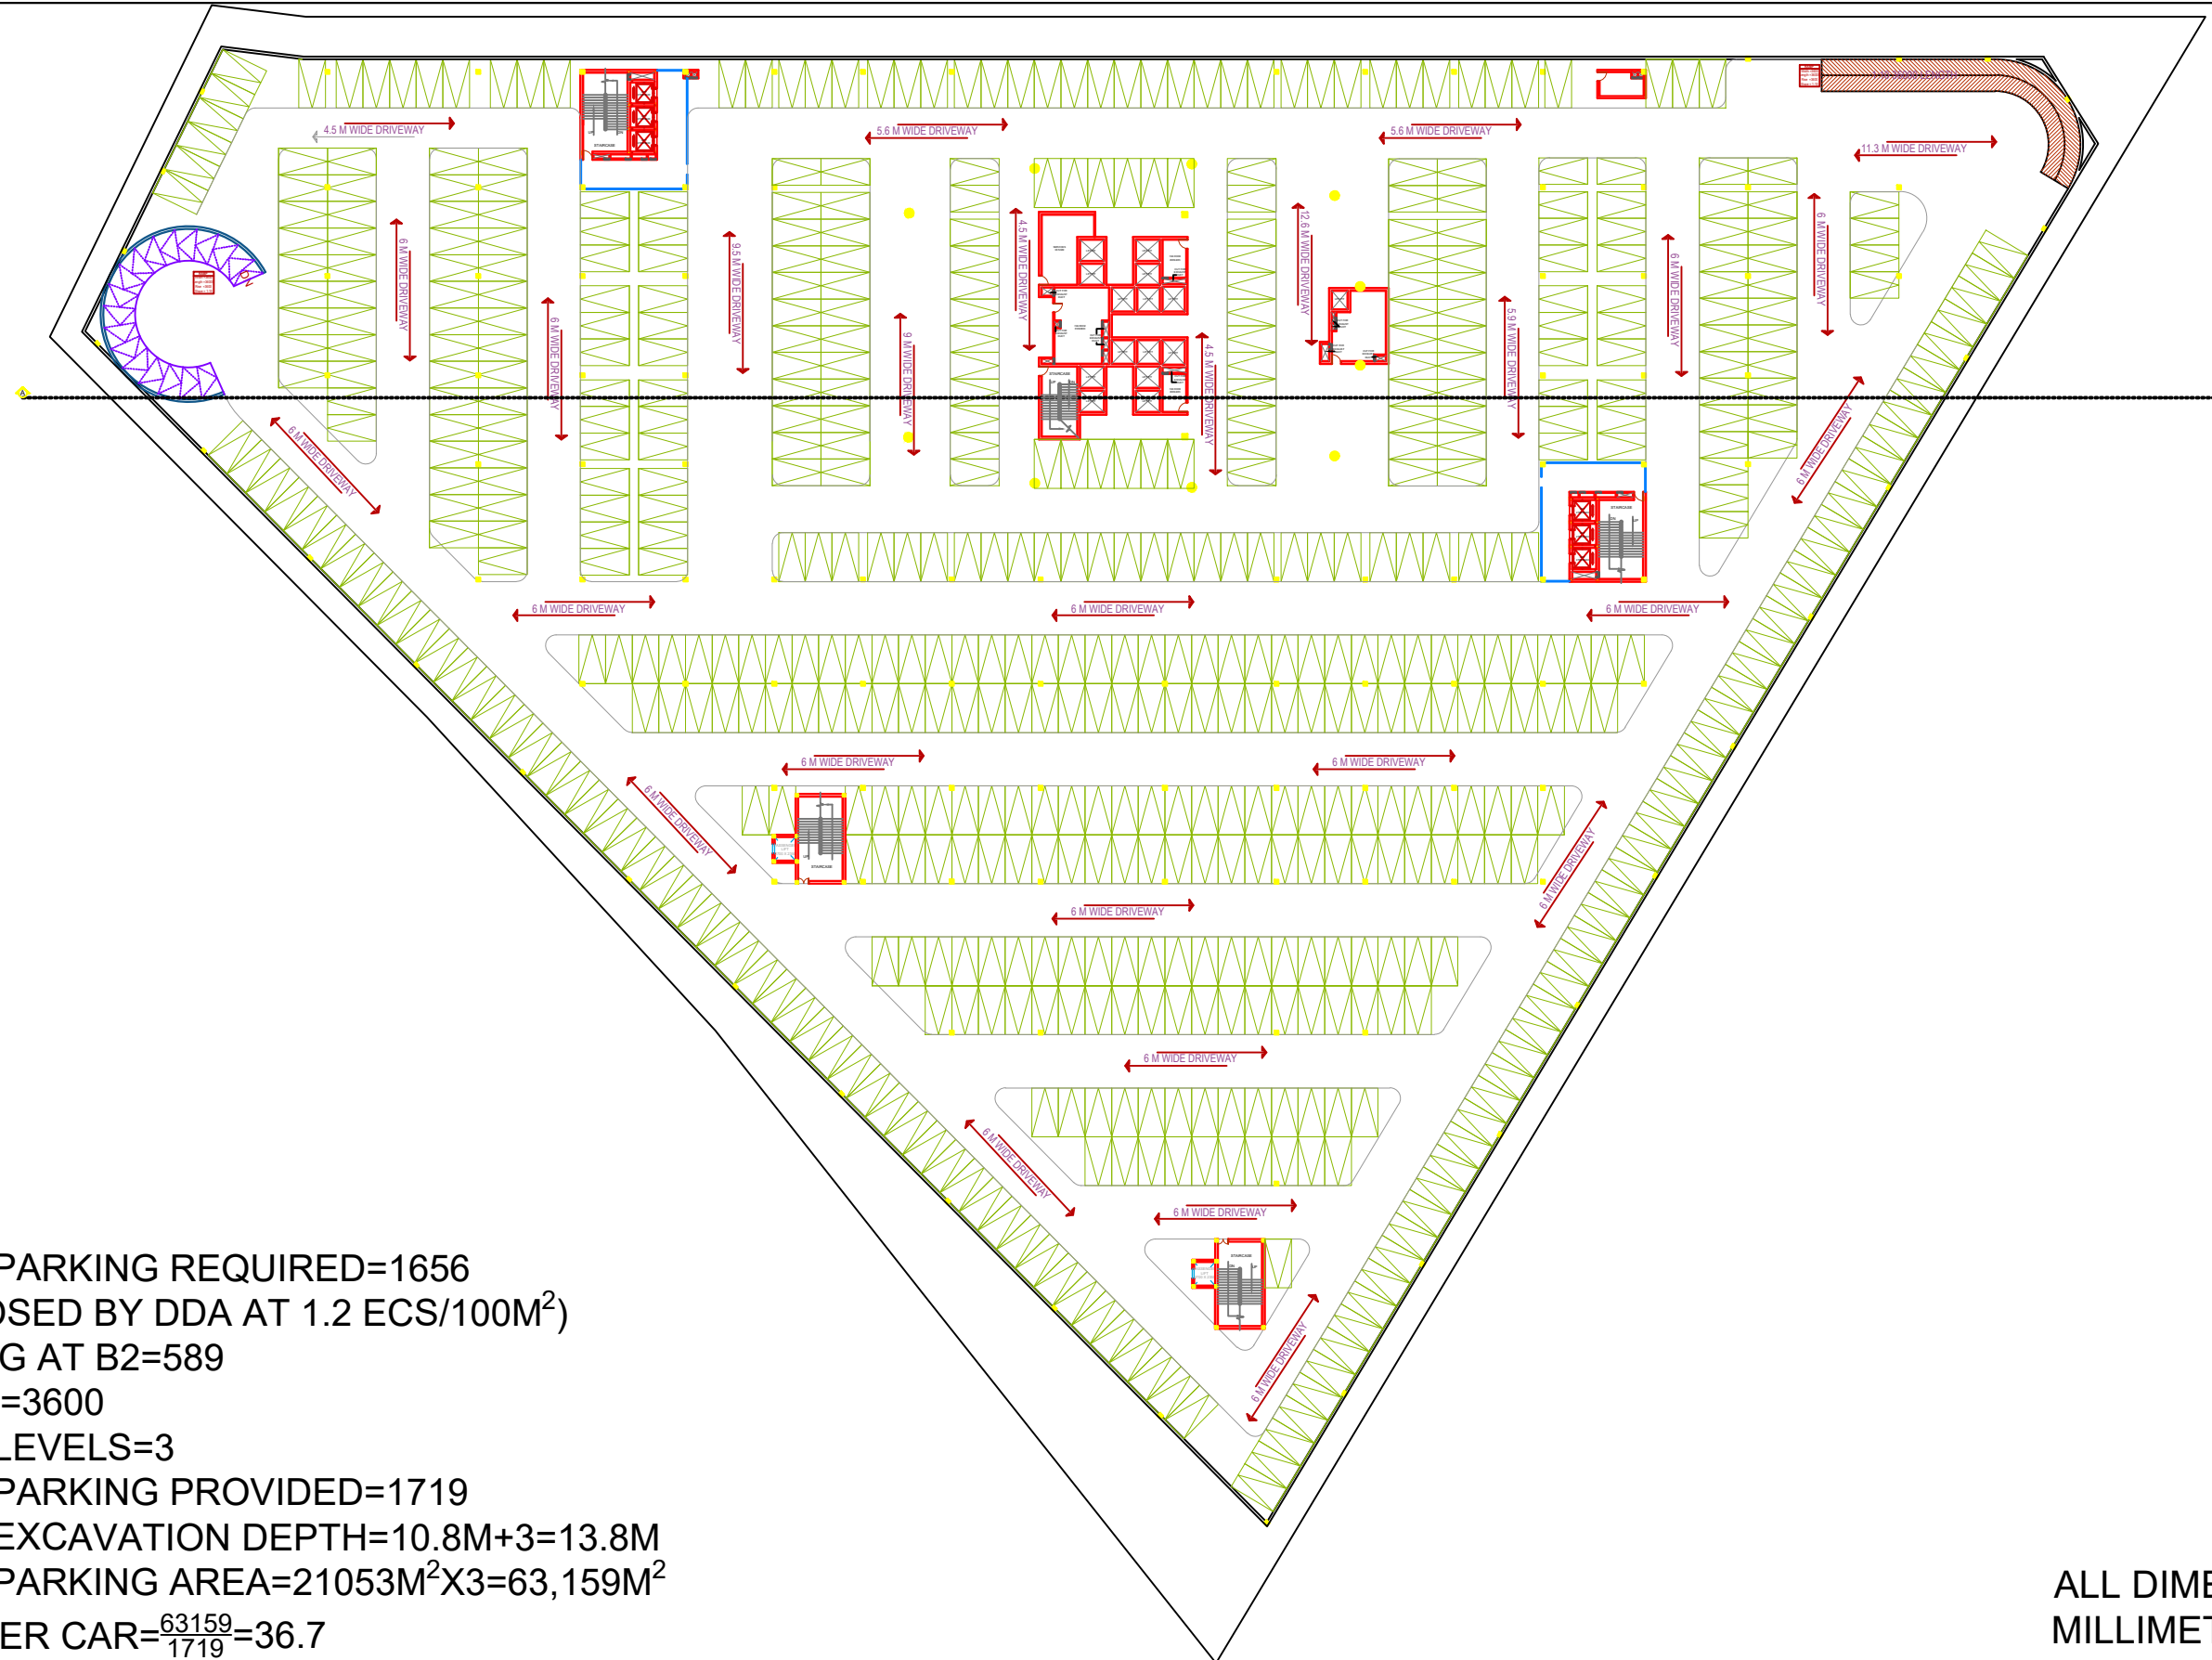 4.5 M WIDE DRIVEWAY
5.6 M WIDE DRIVEWAY
5.6 M WIDE DRIVEWAY
11.3 M WIDE DRIVEWAY
6 M WIDE DRIVEWAY
6 M WIDE DRIVEWAY
9.5 M WIDE DRIVEWAY
9 M WIDE DRIVEWAY
4.5 M WIDE DRIVEWAY
4.5 M WIDE DRIVEWAY
12.6 M WIDE DRIVEWAY
5.9 M WIDE DRIVEWAY
6 M WIDE DRIVEWAY
6 M WIDE DRIVEWAY
6 M WIDE DRIVEWAY
6 M WIDE DRIVEWAY
STAIRCASE
STAIRCASE
STAIRCASE
UP
A
6 M WIDE DRIVEWAY
6 M WIDE DRIVEWAY
6 M WIDE DRIVEWAY
6 M WIDE DRIVEWAY
6 M WIDE DRIVEWAY
6 M WIDE DRIVEWAY
6 M WIDE DRIVEWAY
STAIRCASE
6 M WIDE DRIVEWAY
6 M WIDE DRIVEWAY
6 M WIDE DRIVEWAY
6 M WIDE DRIVEWAY
STAIRCASE
6 M WIDE DRIVEWAY
PARKING REQUIRED=1656
OSED BY DDA AT 1.2 ECS/100M²)
G AT B2=589
=3600
LEVELS=3
PARKING PROVIDED=1719
EXCAVATION DEPTH=10.8M+3=13.8M
PARKING AREA=21053M²X3=63,159M²
ER CAR=63159/1719=36.7
ALL DIME
MILLIMET